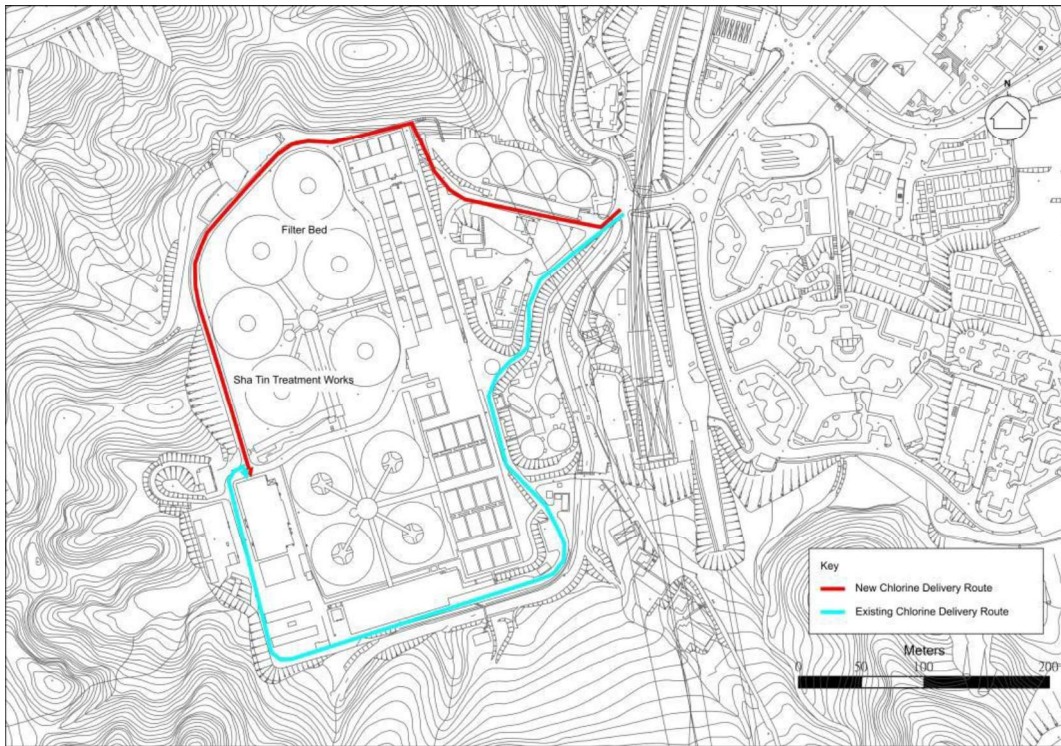 N
Filter Bed
Sha Tin Treatment Works
Key
New Chlorine Delivery Route
Existing Chlorine Delivery Route
Meters
0 50 100 200